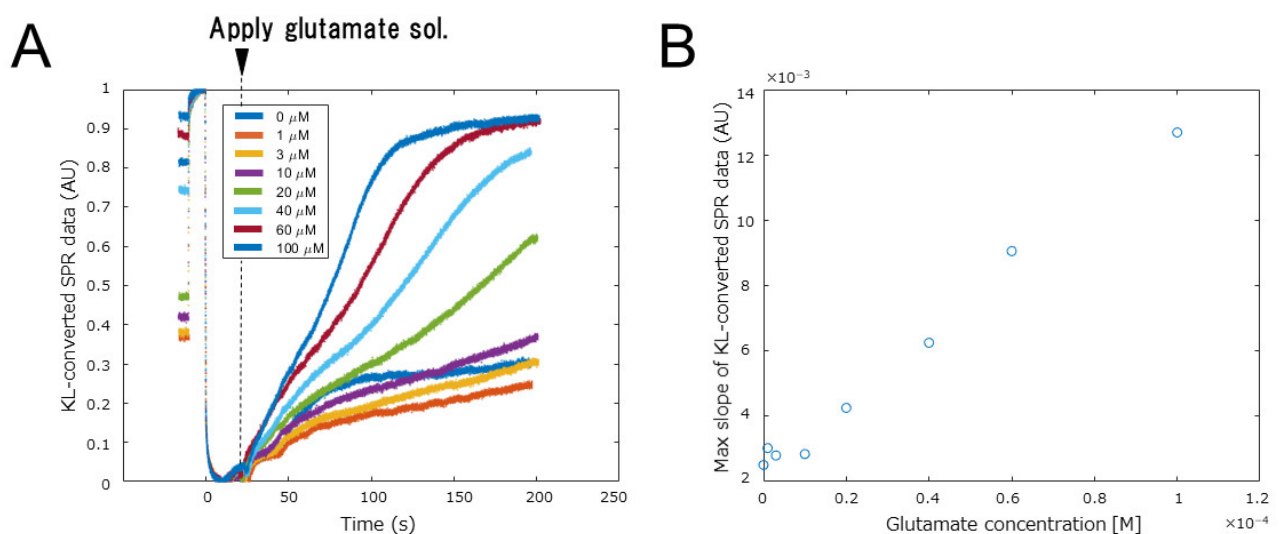 A
Apply glutamate sol.
KL-converted SPR data (AU)
1
0.9
0.8
0.7
0.6
0.5
0.4
0.3
0.2
0.1
0
0 μM
1 μM
3 μM
10 μM
20 μM
40 μM
60 μM
100 μM
0 50 100 150 200 250
Time (s)
B
×10⁻³
Max slope of KL-converted SPR data (AU)
14
12
10
8
6
4
2
0 0.2 0.4 0.6 0.8 1 1.2
Glutamate concentration [M]
×10⁻⁴